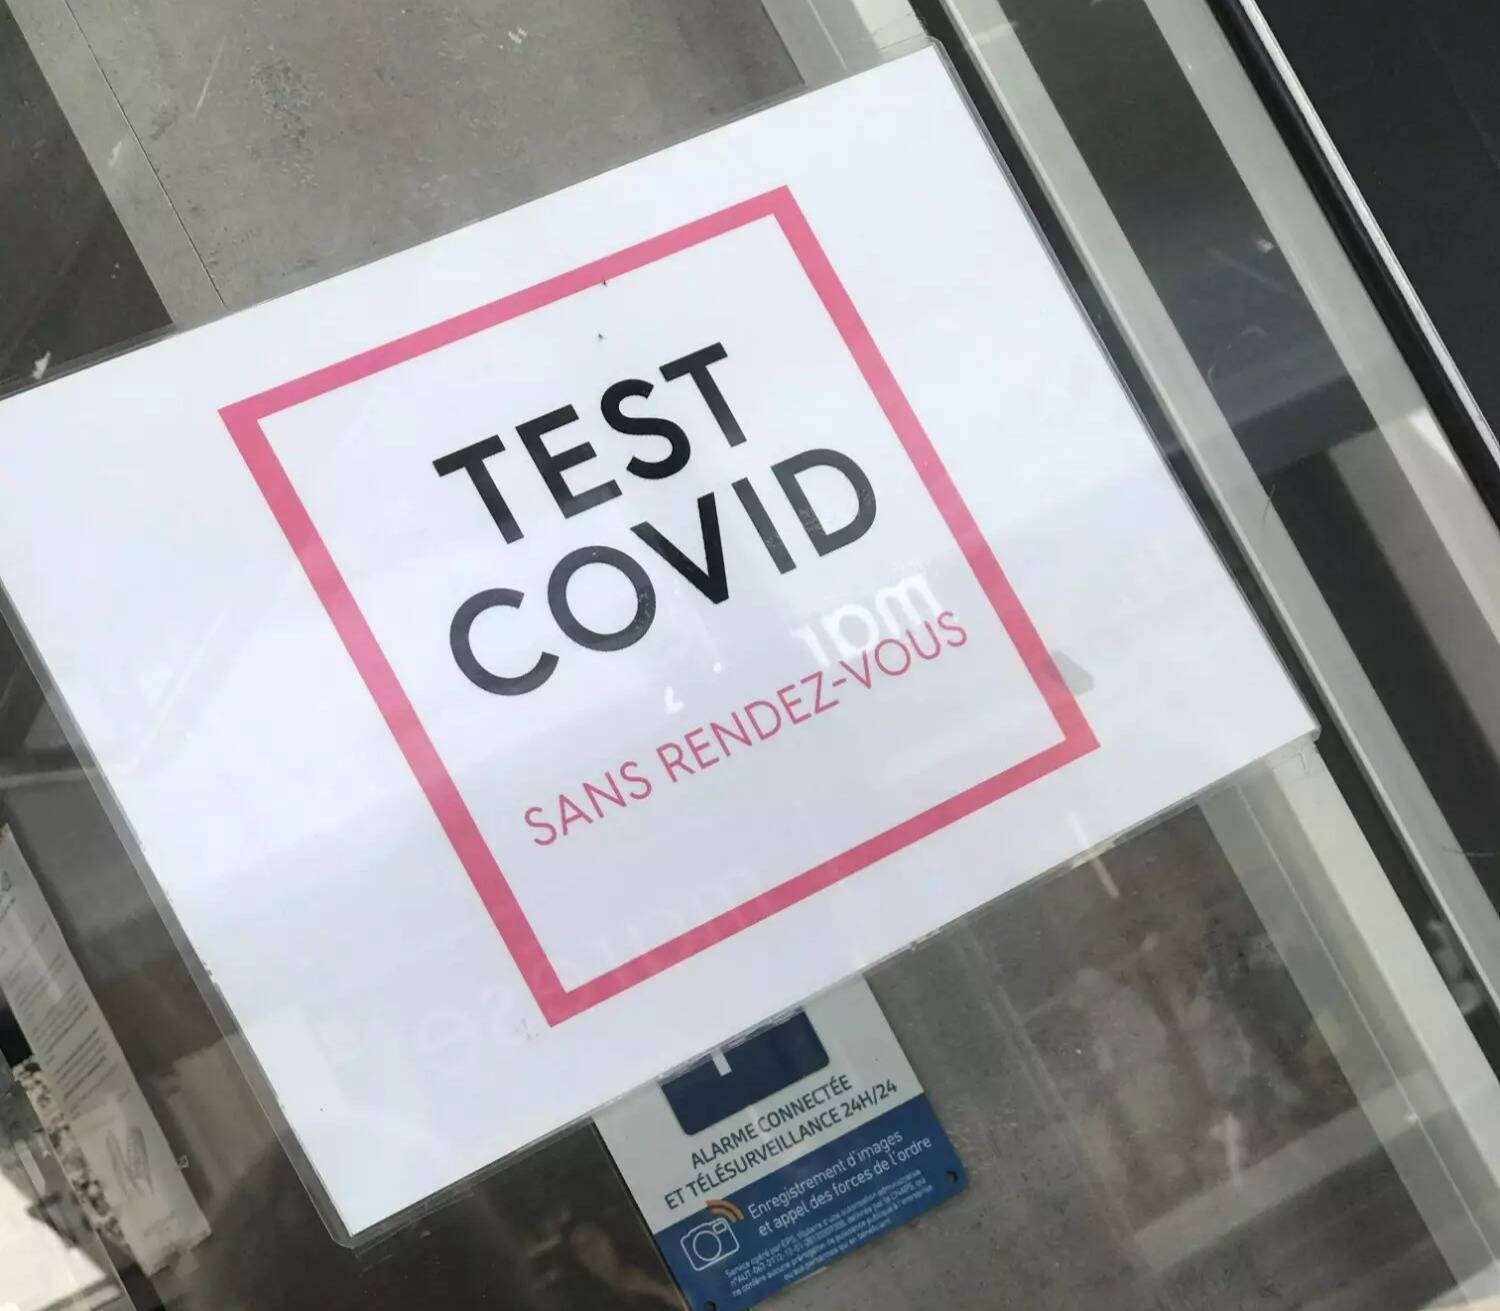 TEST
COVID
SANS RENDEZ-VOUS
ALARME CONNECTÉE
ET TÉLÉSURVEILLANCE 24H/24
Enregistrement d'images
et appel des forces de l'ordre